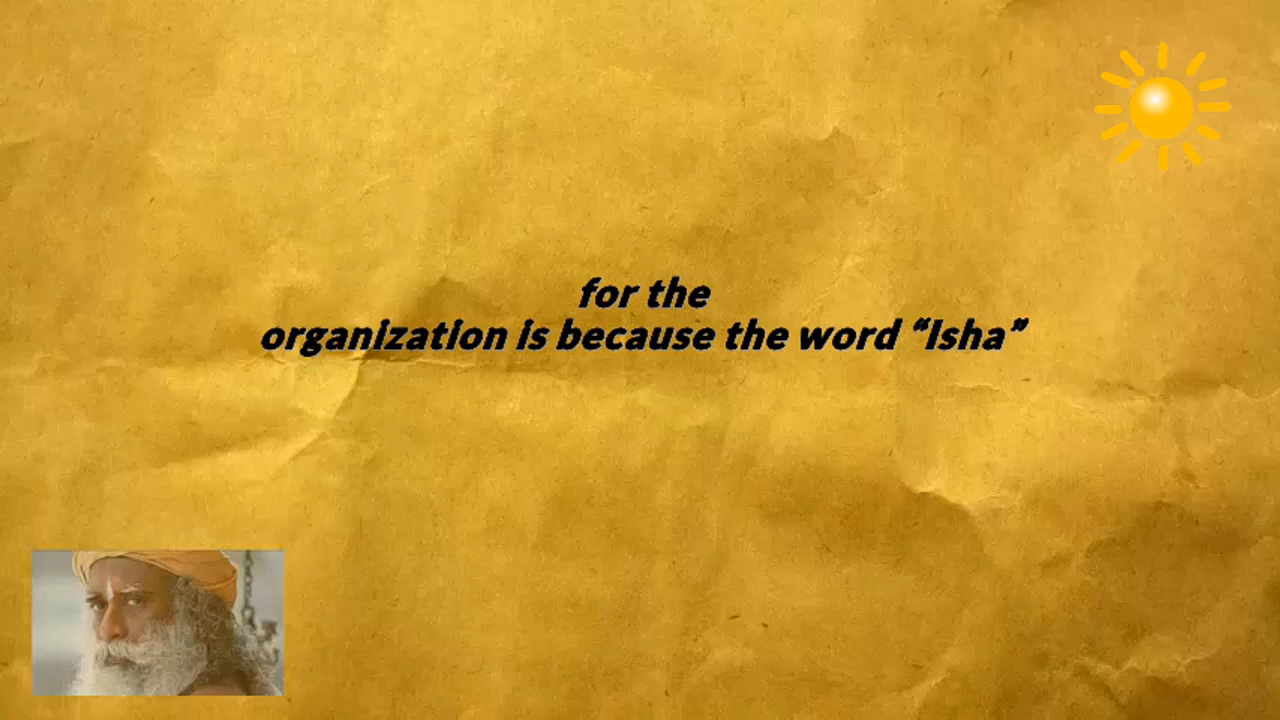 for the
organization is because the word “Isha”